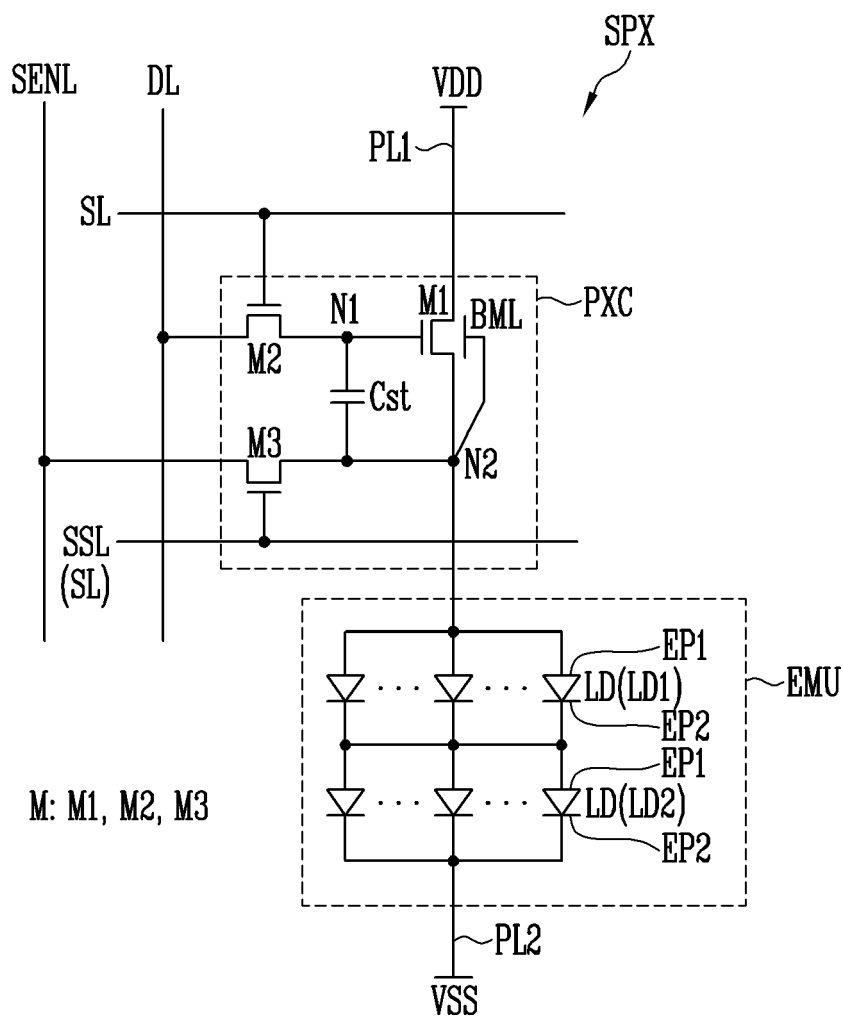 SPX
SENL
DL
VDD
PL1
SL
PXC
M1
BML
N1
M2
Cst
M3
N2
SSL
(SL)
EP1
LD(LD1)
EMU
EP2
EP1
M: M1, M2, M3
LD(LD2)
EP2
PL2
VSS